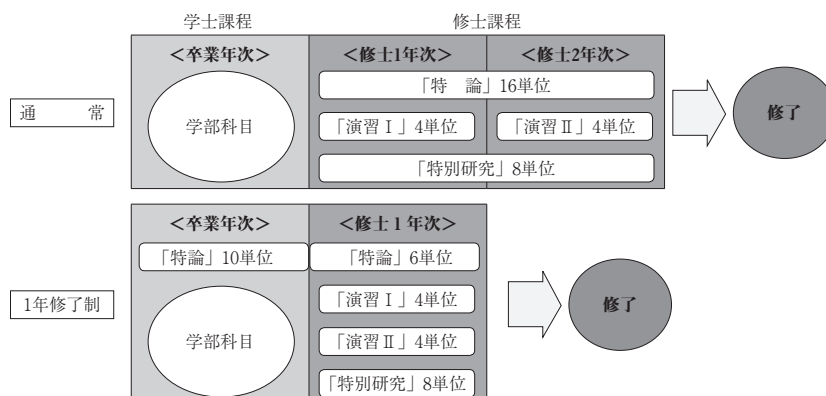 学士課程 修士課程
<卒業年次> <修士1年次> <修士2年次>
「特　論」16単位
通　常
学部科目
「演習Ⅰ」4単位 「演習Ⅱ」4単位
修了
「特別研究」8単位
<卒業年次> <修士１年次>
「特論」10単位 「特論」6単位
1年修了制
「演習Ⅰ」4単位
修了
学部科目
「演習Ⅱ」4単位
「特別研究」8単位